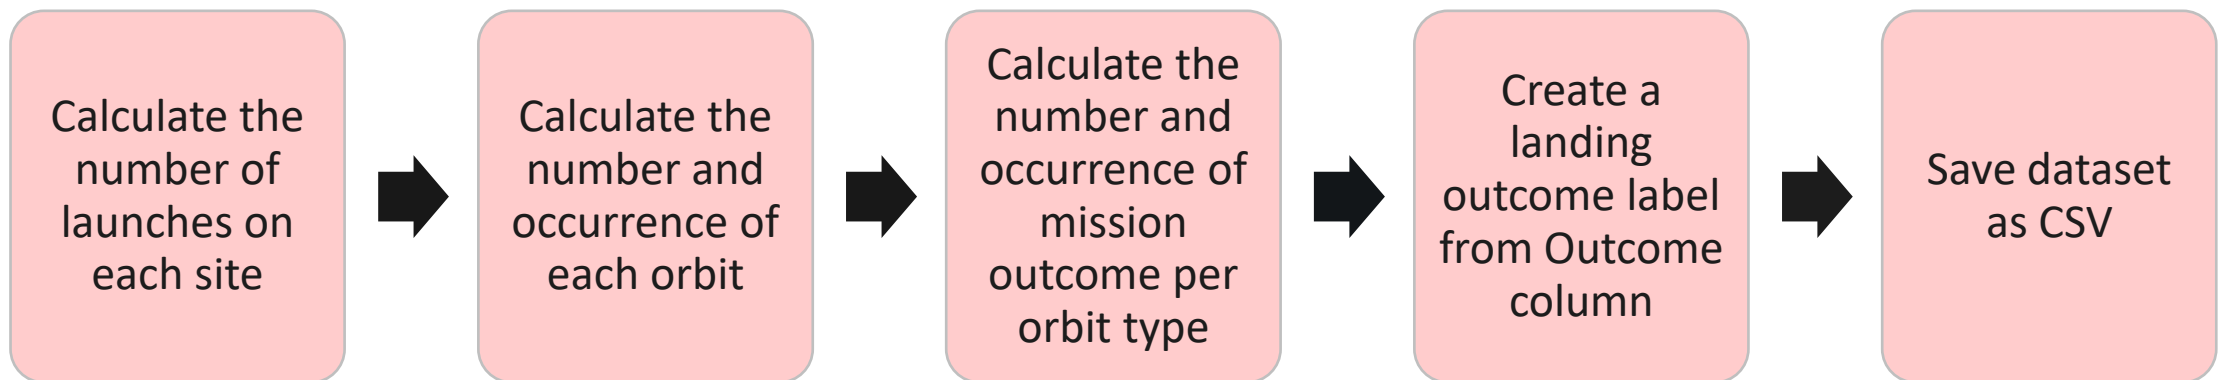 Calculate the
number of
launches on
each site
Calculate the
number and
occurrence of
each orbit
Calculate the
number and
occurrence of
mission
outcome per
orbit type
Create a
landing
outcome label
from Outcome
column
Save dataset
as CSV